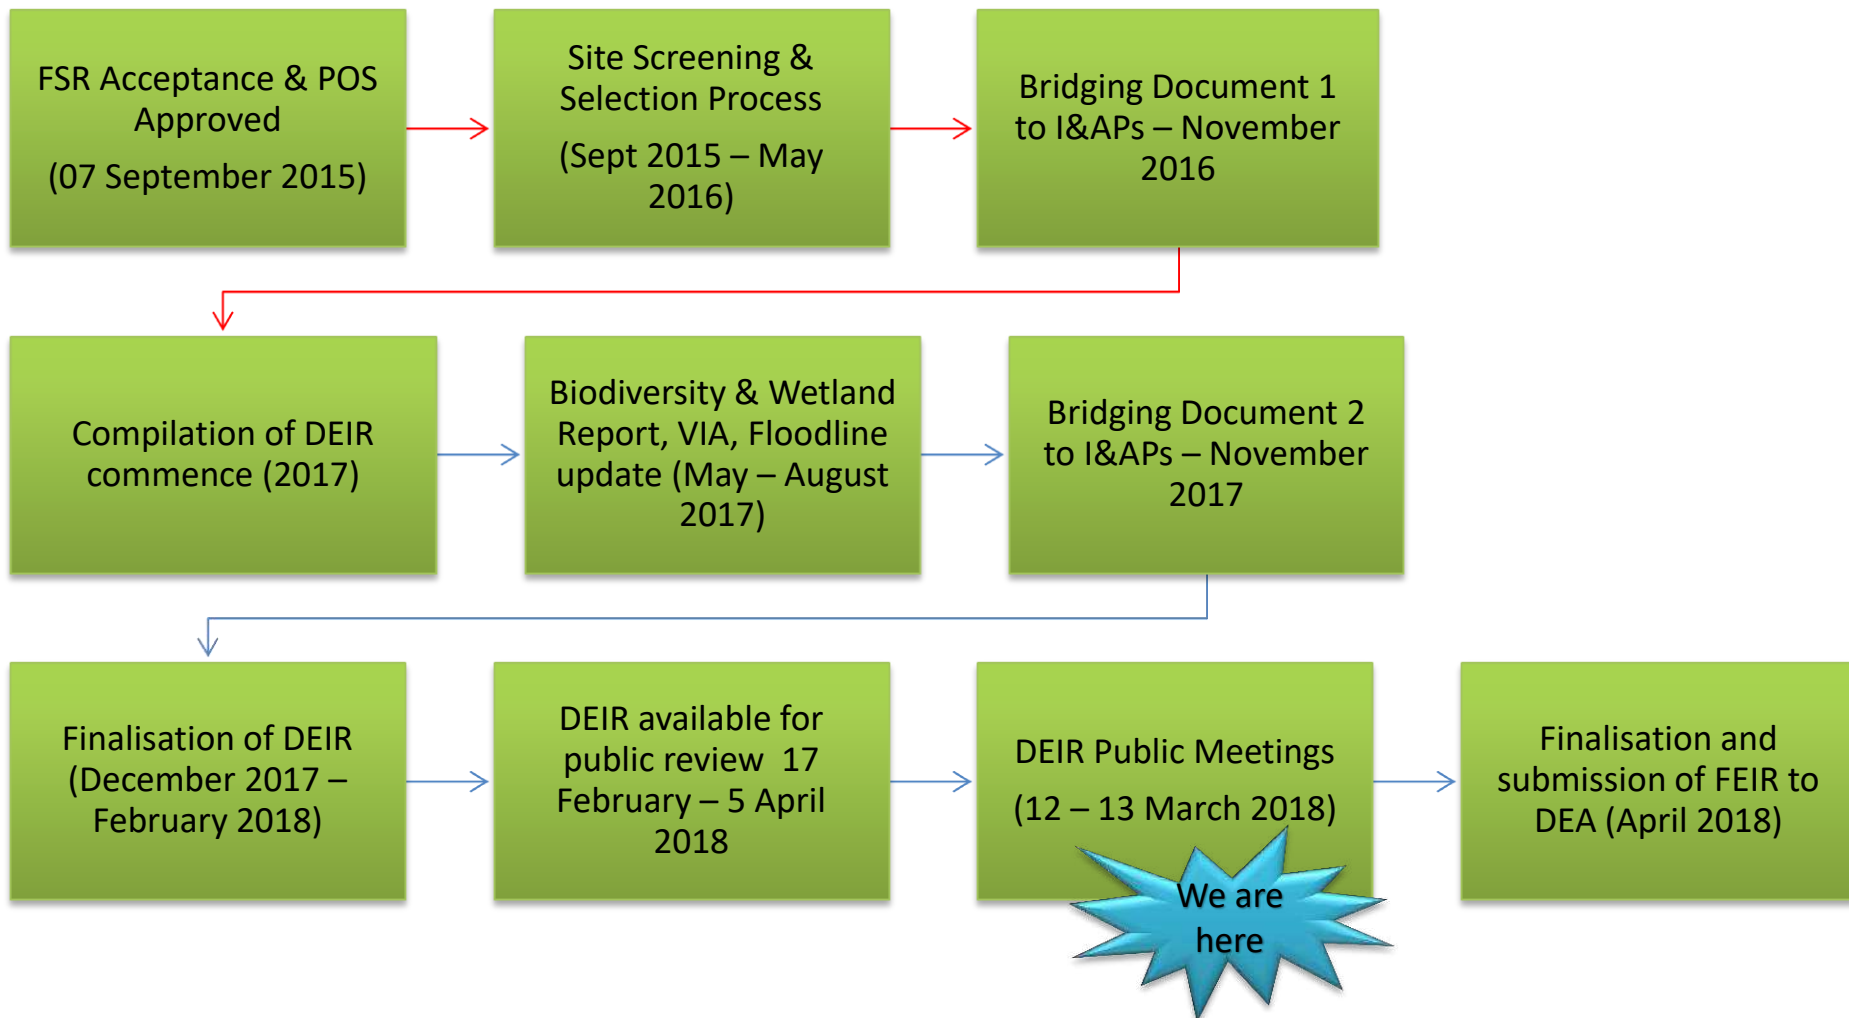 FSR Acceptance & POS
Approved
(07 September 2015)
Site Screening &
Selection Process
(Sept 2015 – May
2016)
Bridging Document 1
to I&APs – November
2016
Compilation of DEIR
commence (2017)
Biodiversity & Wetland
Report, VIA, Floodline
update (May – August
2017)
Bridging Document 2
to I&APs – November
2017
Finalisation of DEIR
(December 2017 –
February 2018)
DEIR available for
public review 17
February – 5 April
2018
DEIR Public Meetings
(12 – 13 March 2018)
We are
here
Finalisation and
submission of FEIR to
DEA (April 2018)